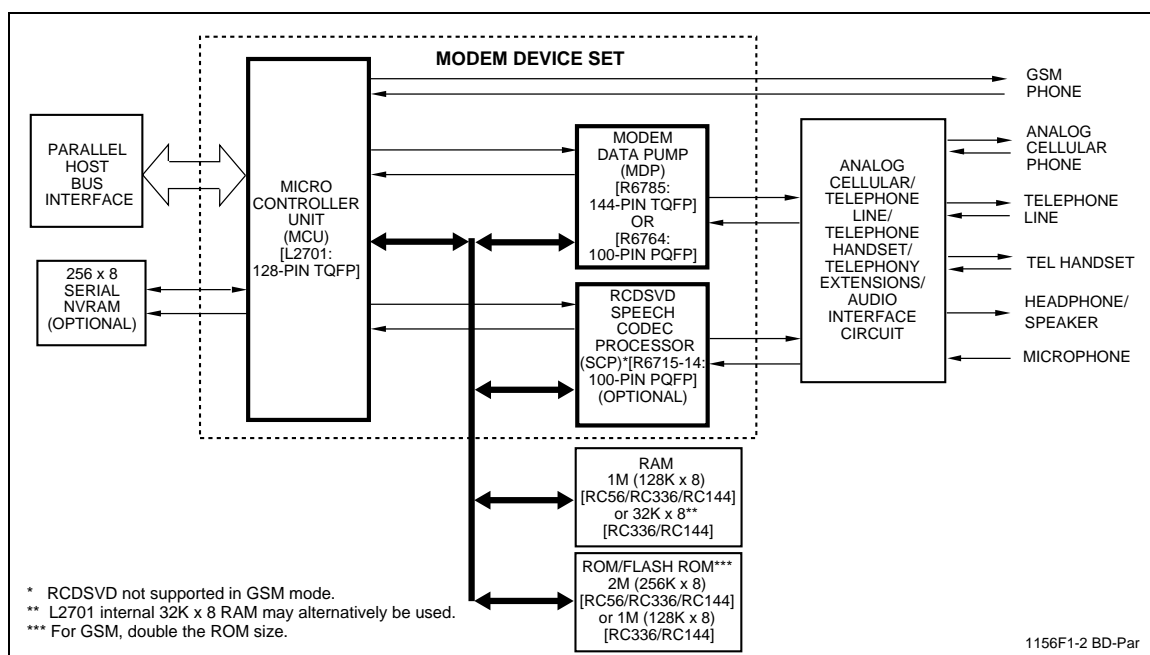 MODEM DEVICE SET
PARALLEL
HOST
BUS
INTERFACE
256 x 8
SERIAL
NVRAM
(OPTIONAL)
MICRO
CONTROLLER
UNIT
(MCU)
[L2701:
128-PIN TQFP]
MODEM
DATA PUMP
(MDP)
[R6785:
144-PIN TQFP]
OR
[R6764:
100-PIN PQFP]
RCDSVD
SPEECH
CODEC
PROCESSOR
(SCP)*[R6715-14:
100-PIN PQFP]
(OPTIONAL)
ANALOG
CELLULAR/
TELEPHONE
LINE/
TELEPHONE
HANDSET/
TELEPHONY
EXTENSIONS/
AUDIO
INTERFACE
CIRCUIT
GSM
PHONE
ANALOG
CELLULAR
PHONE
TELEPHONE
LINE
TEL HANDSET
HEADPHONE/
SPEAKER
MICROPHONE
RAM
1M (128K x 8)
[RC56/RC336/RC144]
or 32K x 8**
[RC336/RC144]
ROM/FLASH ROM***
2M (256K x 8)
[RC56/RC336/RC144]
or 1M (128K x 8)
[RC336/RC144]
* RCDSVD not supported in GSM mode.
** L2701 internal 32K x 8 RAM may alternatively be used.
*** For GSM, double the ROM size.
1156F1-2 BD-Par